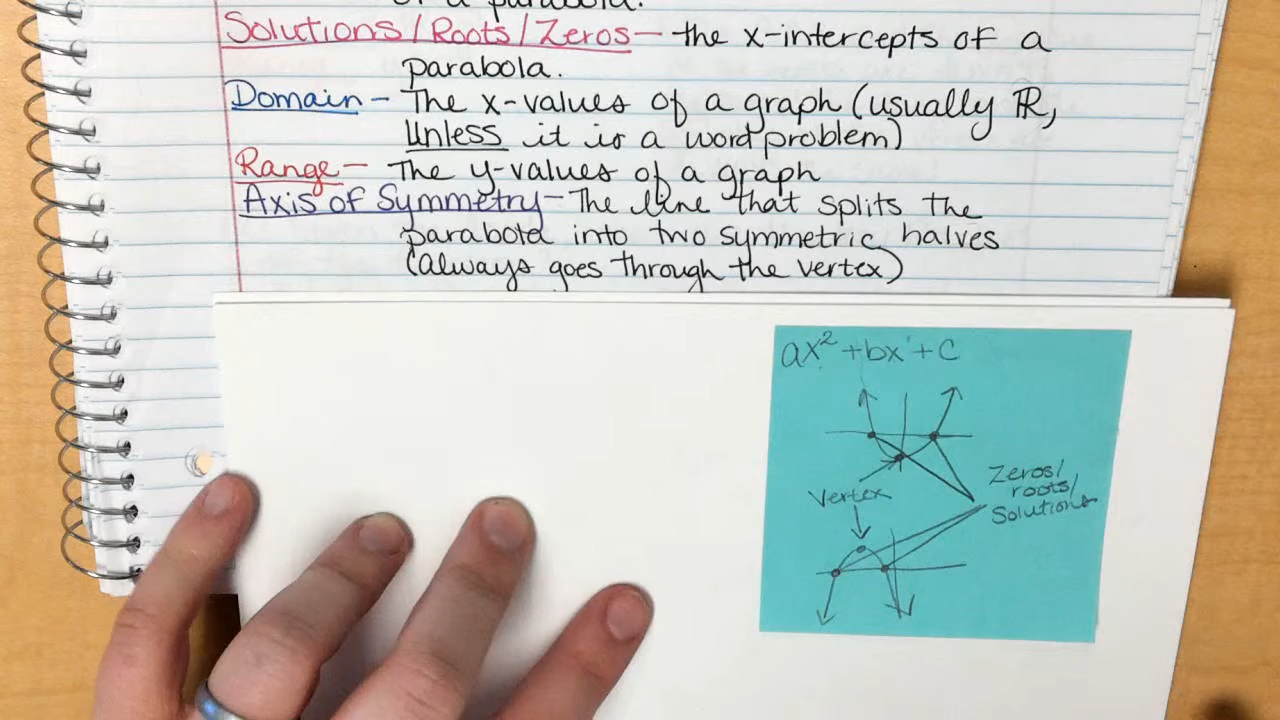 of a parabola.
Solutions/Roots/Zeros— the x-intercepts of a
parabola.
Domain— The x-values of a graph (usually ℝ,
unless it is a word problem)
Range— The y-values of a graph
Axis of Symmetry—The line that splits the
parabola into two symmetric halves
(always goes through the vertex)
ax² + bx + c
Vertex
Zeros/
roots/
Solutions